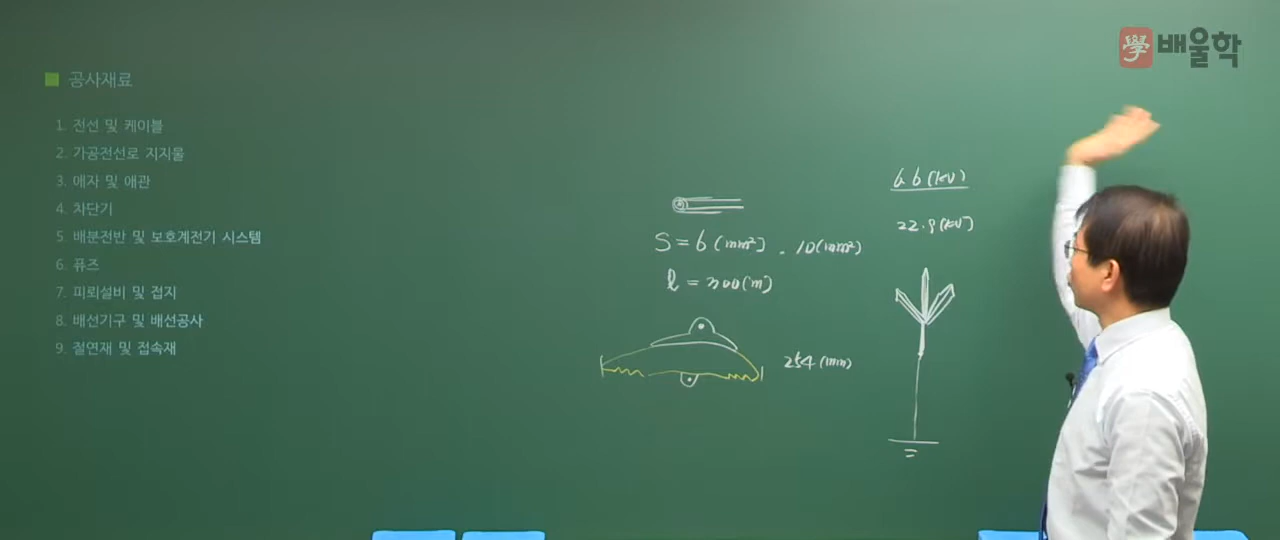 學배울학
공사재료
1. 전선 및 케이블
2. 가공전선로 지지물
3. 애자 및 애관
4. 차단기
5. 배분전반 및 보호계전기 시스템
6. 퓨즈
7. 피뢰설비 및 접지
8. 배선기구 및 배선공사
9. 절연재 및 접속재
6.6(kV)
22.9(kV)
S = 6 (mm²) . 10(mm²)
ℓ = 300(m)
254 (mm)